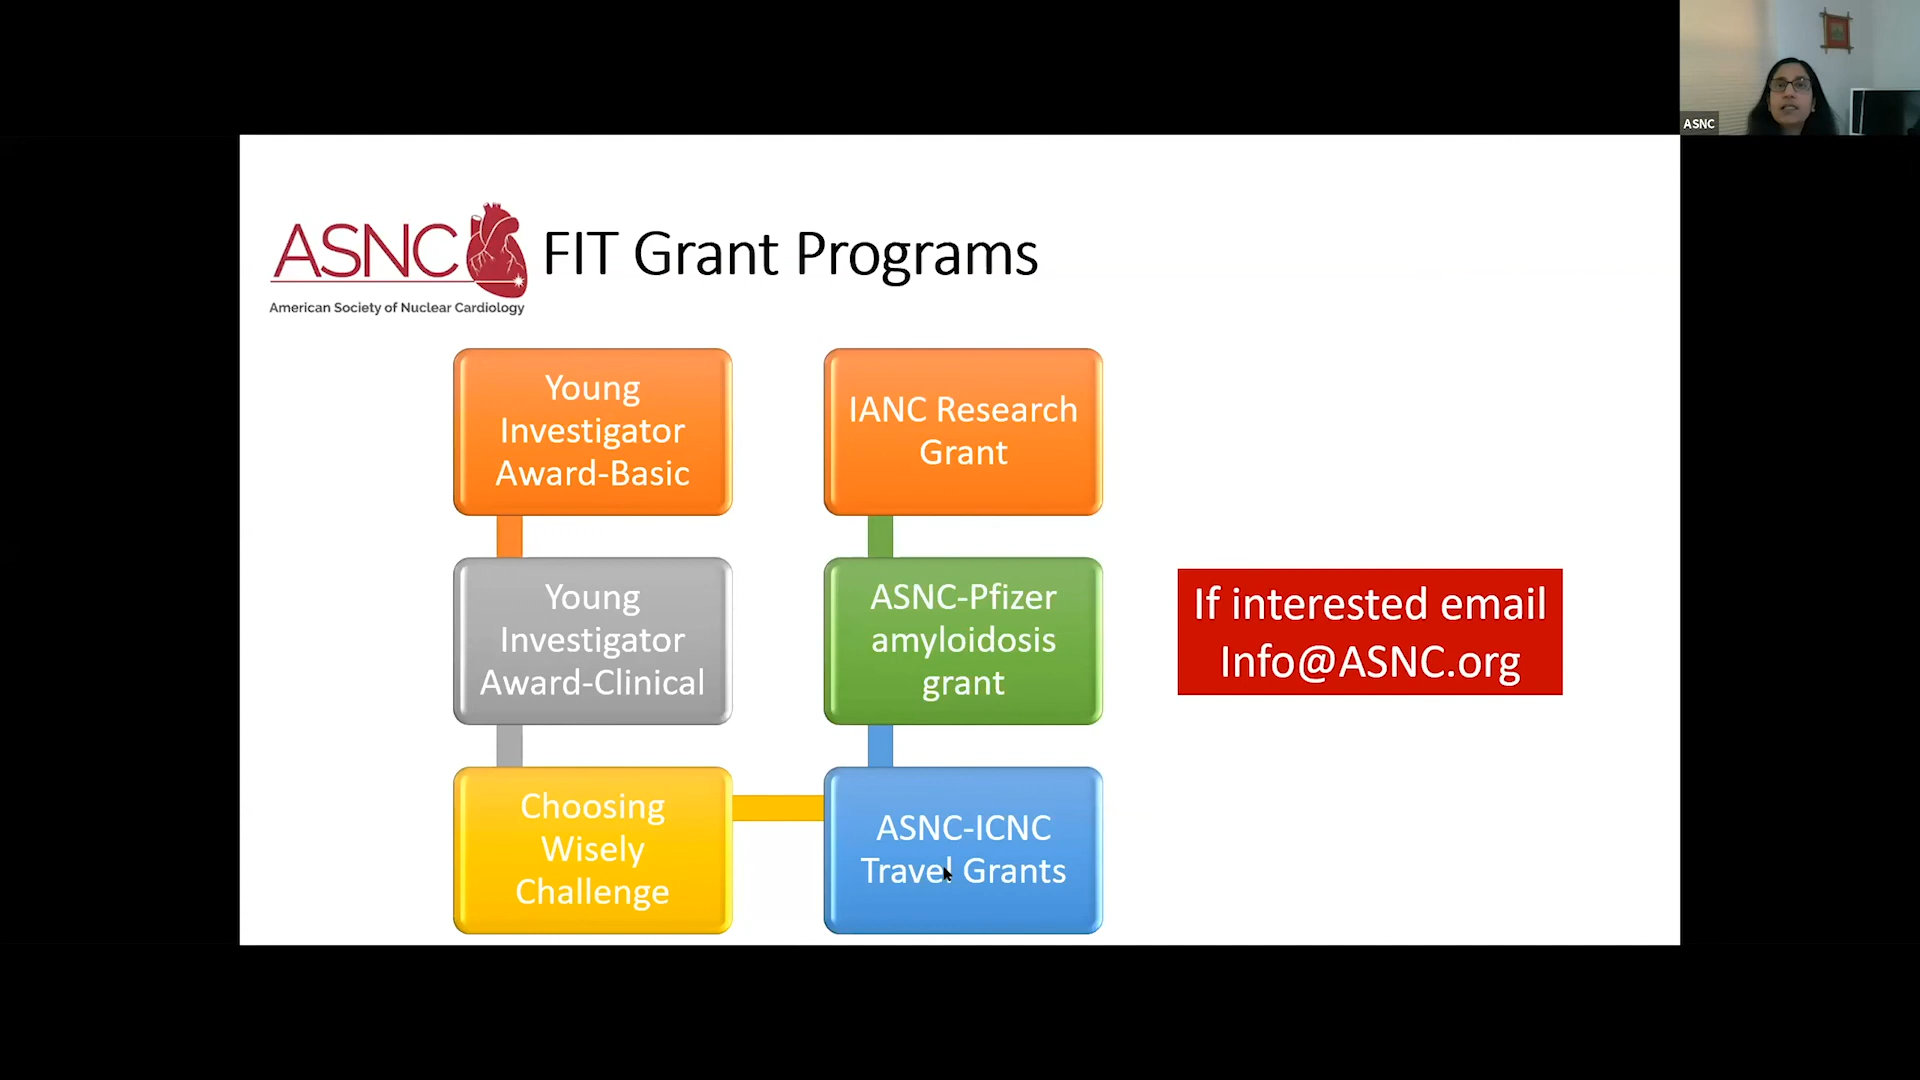 ASNC
ASNC
American Society of Nuclear Cardiology
FIT Grant Programs
Young
Investigator
Award-Basic
IANC Research
Grant
Young
Investigator
Award-Clinical
ASNC-Pfizer
amyloidosis
grant
If interested email
Info@ASNC.org
Choosing
Wisely
Challenge
ASNC-ICNC
Travel Grants